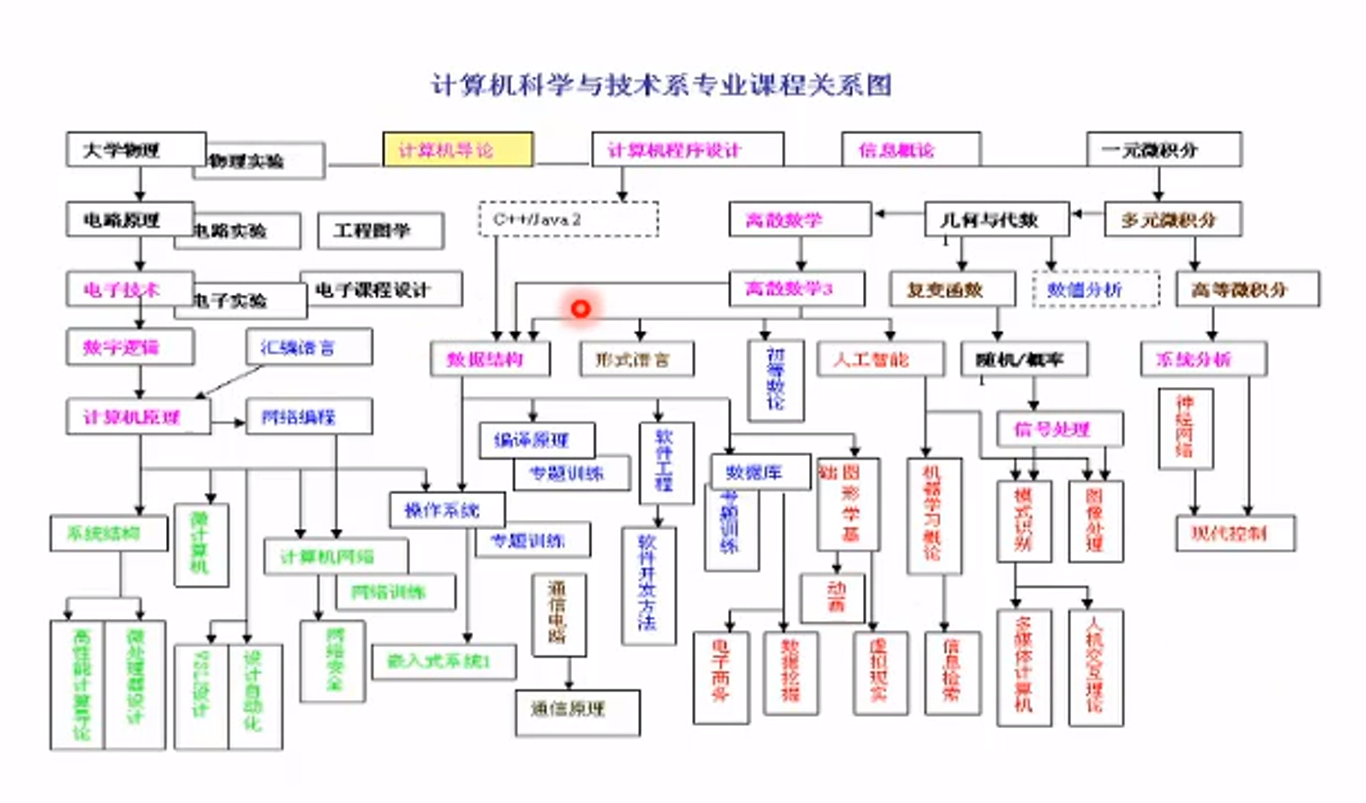 计算机科学与技术系专业课程关系图
大学物理
物理实验
计算机导论
计算机程序设计
信息概论
一元微积分
电路原理
电路实验
工程图学
C++/Java 2
离散数学
几何与代数
多元微积分
电子技术
电子实验
电子课程设计
离散数学3
复变函数
数值分析
高等微积分
数字逻辑
汇编语言
数据结构
形式语言
初等数论
人工智能
随机/概率
系统分析
计算机原理
网络编程
编译原理
专题训练
软件工程
数据库
专题训练
图形学基础
机器学习概论
信号处理
神经网络
系统结构
微计算机
计算机网络
网络训练
操作系统
专题训练
软件开发方法
动画
模式识别
图像处理
现代控制
高性能计算导论
微处理器设计
设计自动化
网络安全
嵌入式系统1
通信电路
通信原理
电子商务
数据挖掘
虚拟现实
信息检索
多媒体计算机
人机交互理论